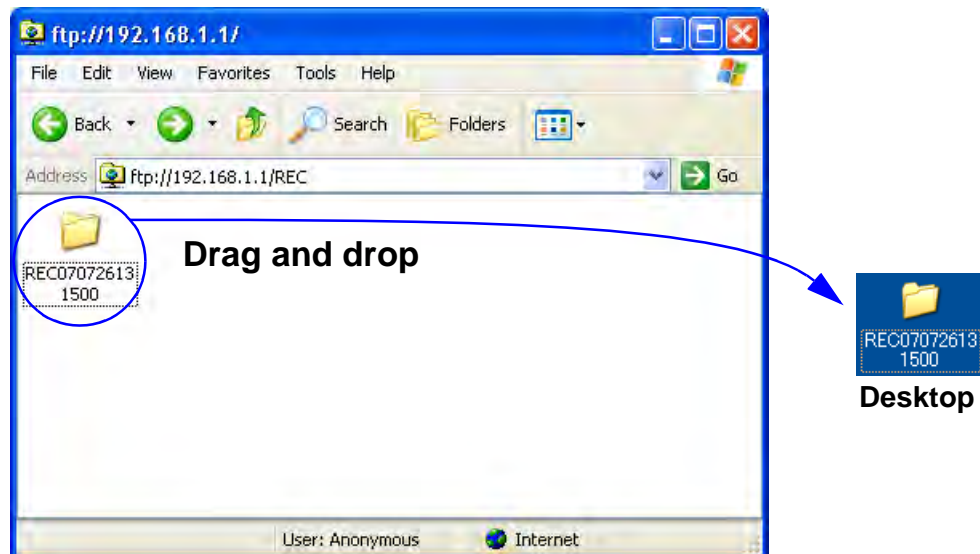 ftp://192.168.1.1/
File Edit View Favorites Tools Help
Back Search Folders
Address ftp://192.168.1.1/REC Go
REC07072613
1500
Drag and drop
REC07072613
1500
Desktop
User: Anonymous Internet